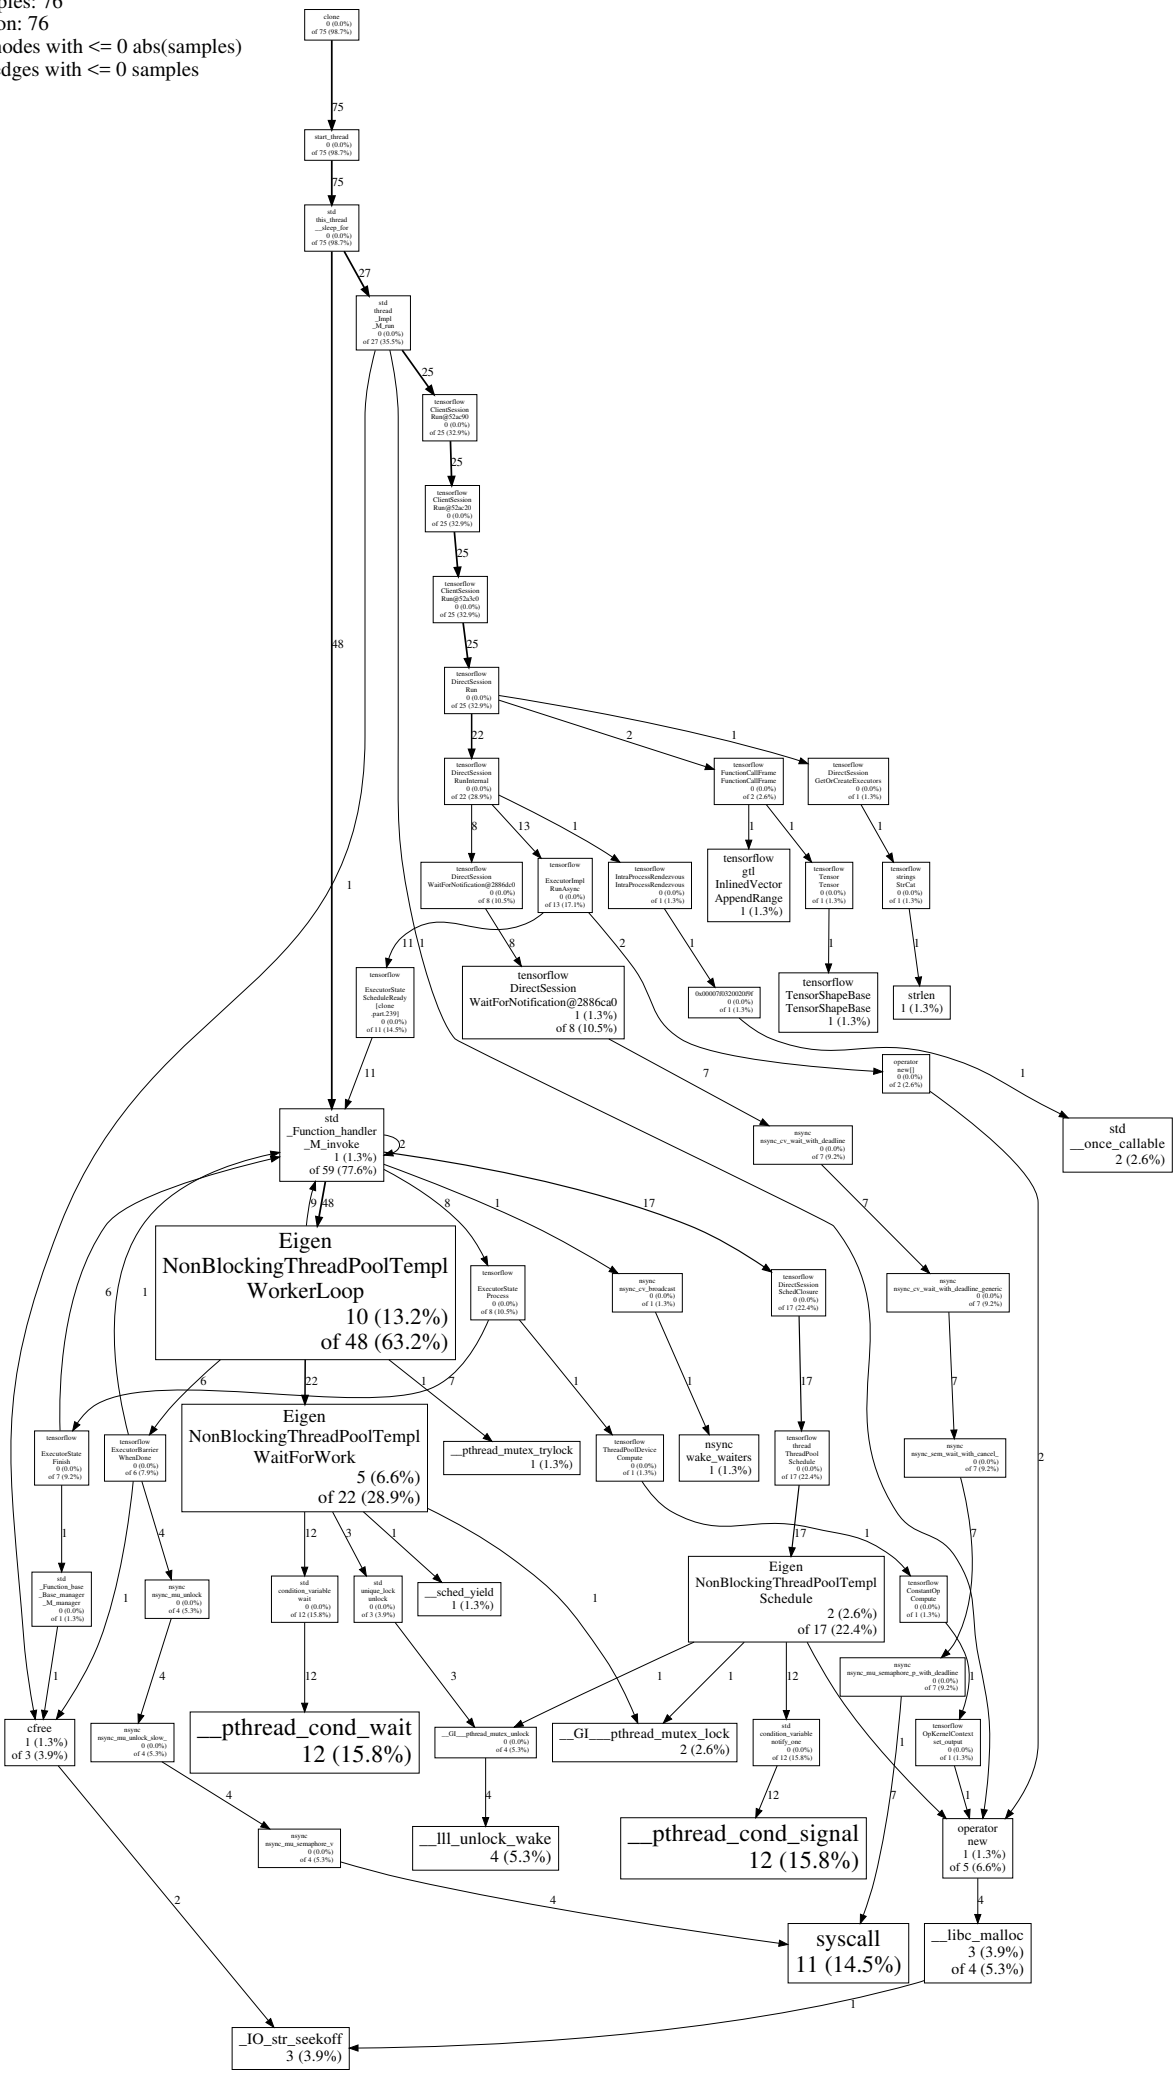 ples: 76
on: 76
nodes with <= 0 abs(samples)
edges with <= 0 samples
clone
0 (0.0%)
of 75 (98.7%)
75
start_thread
0 (0.0%)
of 75 (98.7%)
75
std
this_thread
__sleep_for
0 (0.0%)
of 75 (98.7%)
27
48
std
thread
_Impl
_M_run
0 (0.0%)
of 27 (35.5%)
25
1
1
tensorflow
ClientSession
Run@52ac90
0 (0.0%)
of 25 (32.9%)
25
tensorflow
ClientSession
Run@52ac20
0 (0.0%)
of 25 (32.9%)
25
tensorflow
ClientSession
Run@52a3c0
0 (0.0%)
of 25 (32.9%)
25
tensorflow
DirectSession
Run
0 (0.0%)
of 25 (32.9%)
22
2
1
tensorflow
DirectSession
RunInternal
0 (0.0%)
of 22 (28.9%)
tensorflow
FunctionCallFrame
FunctionCallFrame
0 (0.0%)
of 2 (2.6%)
tensorflow
DirectSession
GetOrCreateExecutors
0 (0.0%)
of 1 (1.3%)
8
13
1
1
1
1
tensorflow
DirectSession
WaitForNotification@2886dc0
0 (0.0%)
of 8 (10.5%)
tensorflow
ExecutorImpl
RunAsync
0 (0.0%)
of 13 (17.1%)
tensorflow
IntraProcessRendezvous
IntraProcessRendezvous
0 (0.0%)
of 1 (1.3%)
tensorflow
gtl
InlinedVector
AppendRange
1 (1.3%)
tensorflow
Tensor
Tensor
0 (0.0%)
of 1 (1.3%)
tensorflow
strings
StrCat
0 (0.0%)
of 1 (1.3%)
11
8
2
1
1
1
tensorflow
ExecutorState
ScheduleReady
[clone
.part.239]
0 (0.0%)
of 11 (14.5%)
tensorflow
DirectSession
WaitForNotification@2886ca0
1 (1.3%)
of 8 (10.5%)
0x00007f0320020f9f
0 (0.0%)
of 1 (1.3%)
tensorflow
TensorShapeBase
TensorShapeBase
1 (1.3%)
strlen
1 (1.3%)
operator
new[]
0 (0.0%)
of 2 (2.6%)
11
7
1
2
std
_Function_handler
_M_invoke
1 (1.3%)
of 59 (77.6%)
2
nsync
nsync_cv_wait_with_deadline
0 (0.0%)
of 7 (9.2%)
std
__once_callable
2 (2.6%)
9
48
8
1
17
7
6
1
Eigen
NonBlockingThreadPoolTempl
WorkerLoop
10 (13.2%)
of 48 (63.2%)
tensorflow
ExecutorState
Process
0 (0.0%)
of 8 (10.5%)
nsync
nsync_cv_broadcast
0 (0.0%)
of 1 (1.3%)
tensorflow
DirectSession
SchedClosure
0 (0.0%)
of 17 (22.4%)
nsync
nsync_cv_wait_with_deadline_generic
0 (0.0%)
of 7 (9.2%)
6
22
1
7
1
1
17
7
tensorflow
ExecutorState
Finish
0 (0.0%)
of 7 (9.2%)
tensorflow
ExecutorBarrier
WhenDone
0 (0.0%)
of 6 (7.9%)
Eigen
NonBlockingThreadPoolTempl
WaitForWork
5 (6.6%)
of 22 (28.9%)
__pthread_mutex_trylock
1 (1.3%)
tensorflow
ThreadPoolDevice
Compute
0 (0.0%)
of 1 (1.3%)
nsync
wake_waiters
1 (1.3%)
tensorflow
thread
ThreadPool
Schedule
0 (0.0%)
of 17 (22.4%)
nsync
nsync_sem_wait_with_cancel_
0 (0.0%)
of 7 (9.2%)
1
4
1
12
3
1
1
17
1
7
std
_Function_base
_Base_manager
_M_manager
0 (0.0%)
of 1 (1.3%)
nsync
nsync_mu_unlock
0 (0.0%)
of 4 (5.3%)
std
condition_variable
wait
0 (0.0%)
of 12 (15.8%)
std
unique_lock
unlock
0 (0.0%)
of 3 (3.9%)
__sched_yield
1 (1.3%)
Eigen
NonBlockingThreadPoolTempl
Schedule
2 (2.6%)
of 17 (22.4%)
tensorflow
ConstantOp
Compute
0 (0.0%)
of 1 (1.3%)
nsync
nsync_mu_semaphore_p_with_deadline
0 (0.0%)
of 7 (9.2%)
1
4
12
3
1
1
12
1
1
7
cfree
1 (1.3%)
of 3 (3.9%)
nsync
nsync_mu_unlock_slow_
0 (0.0%)
of 4 (5.3%)
__pthread_cond_wait
12 (15.8%)
__GI___pthread_mutex_unlock
0 (0.0%)
of 4 (5.3%)
__GI___pthread_mutex_lock
2 (2.6%)
std
condition_variable
notify_one
0 (0.0%)
of 12 (15.8%)
tensorflow
OpKernelContext
set_output
0 (0.0%)
of 1 (1.3%)
4
4
12
1
nsync
nsync_mu_semaphore_v
0 (0.0%)
of 4 (5.3%)
__lll_unlock_wake
4 (5.3%)
__pthread_cond_signal
12 (15.8%)
operator
new
1 (1.3%)
of 5 (6.6%)
2
4
4
syscall
11 (14.5%)
__libc_malloc
3 (3.9%)
of 4 (5.3%)
1
_IO_str_seekoff
3 (3.9%)